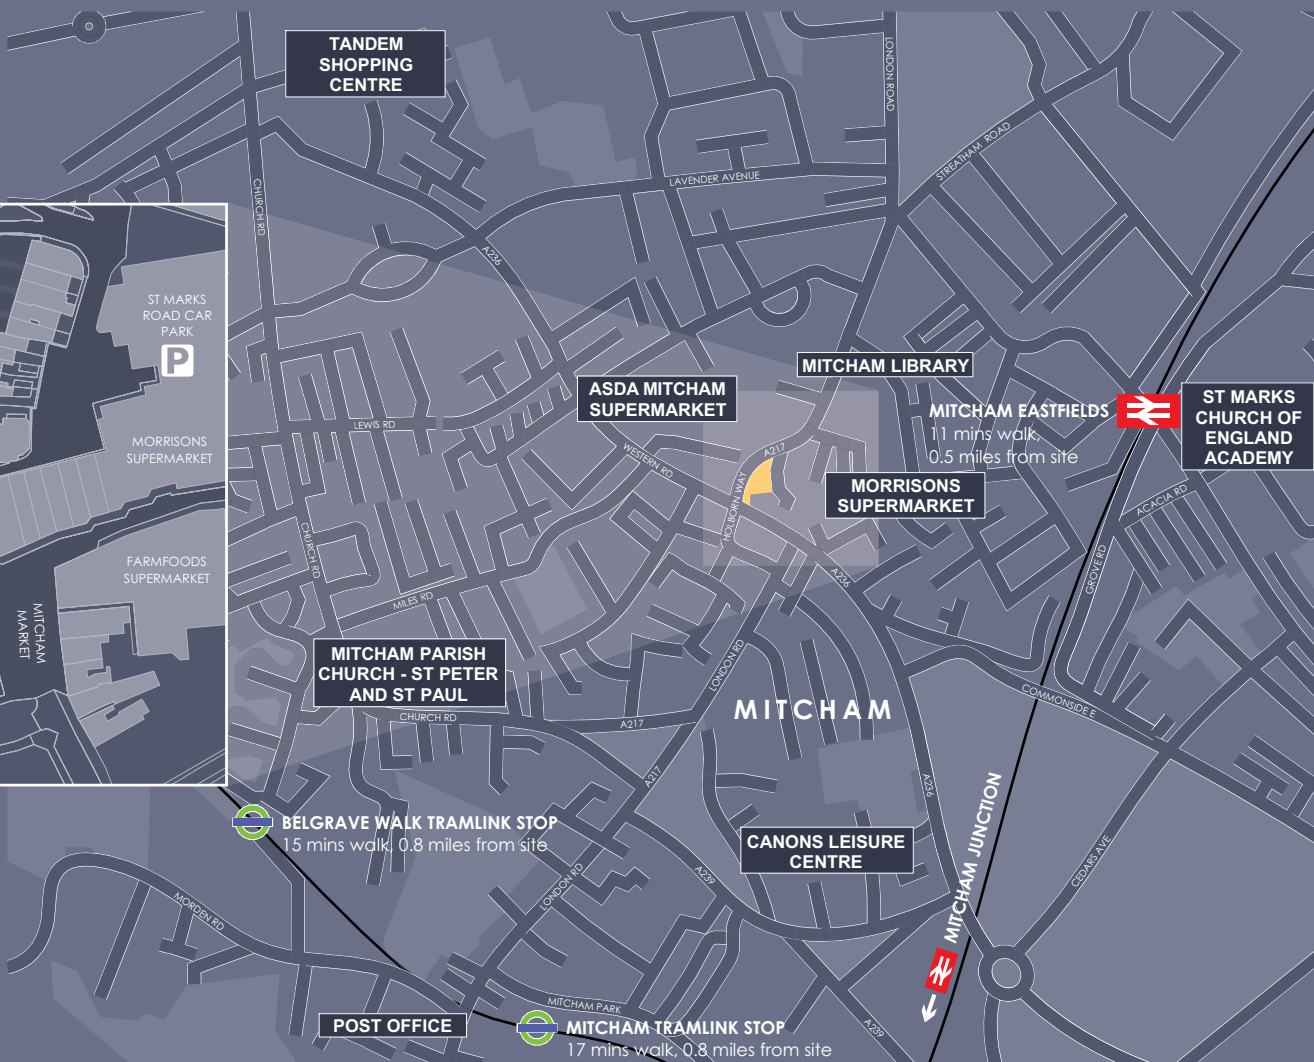 TANDEM
SHOPPING
CENTRE
LONDON ROAD
STREATHAM ROAD
LAVENDER AVENUE
CHURCH RD
A236
ST MARKS
ROAD CAR
PARK
P
MORRISONS
SUPERMARKET
FARMFOODS
SUPERMARKET
MITCHAM
MARKET
MITCHAM LIBRARY
ASDA MITCHAM
SUPERMARKET
MITCHAM EASTFIELDS
11 mins walk,
0.5 miles from site
ST MARKS
CHURCH OF
ENGLAND
ACADEMY
LEWIS RD
WESTERN RD
A217
HOLBORN WAY
MORRISONS
SUPERMARKET
ACACIA RD
CHURCH RD
GROVE RD
A236
MILES RD
MITCHAM PARISH
CHURCH - ST PETER
AND ST PAUL
LONDON RD
MITCHAM
COMMONSIDE E
CHURCH RD
A217
A217
A236
BELGRAVE WALK TRAMLINK STOP
15 mins walk, 0.8 miles from site
CANONS LEISURE
CENTRE
MITCHAM JUNCTION
CEDARS AVE
A239
LONDON RD
MORDEN RD
MITCHAM PARK
POST OFFICE
MITCHAM TRAMLINK STOP
17 mins walk, 0.8 miles from site
A239